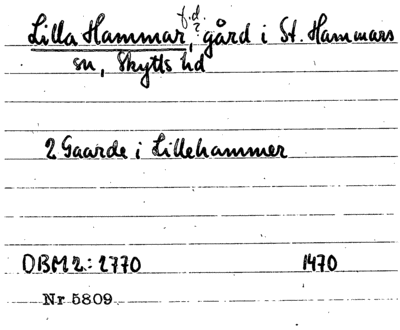 f.d.?
Lilla Hammar, gård i St. Hammars
sn, Skytts hd
2 Gaarde i Lillehammer
DBM 2: 2770 1470
Nr 5809